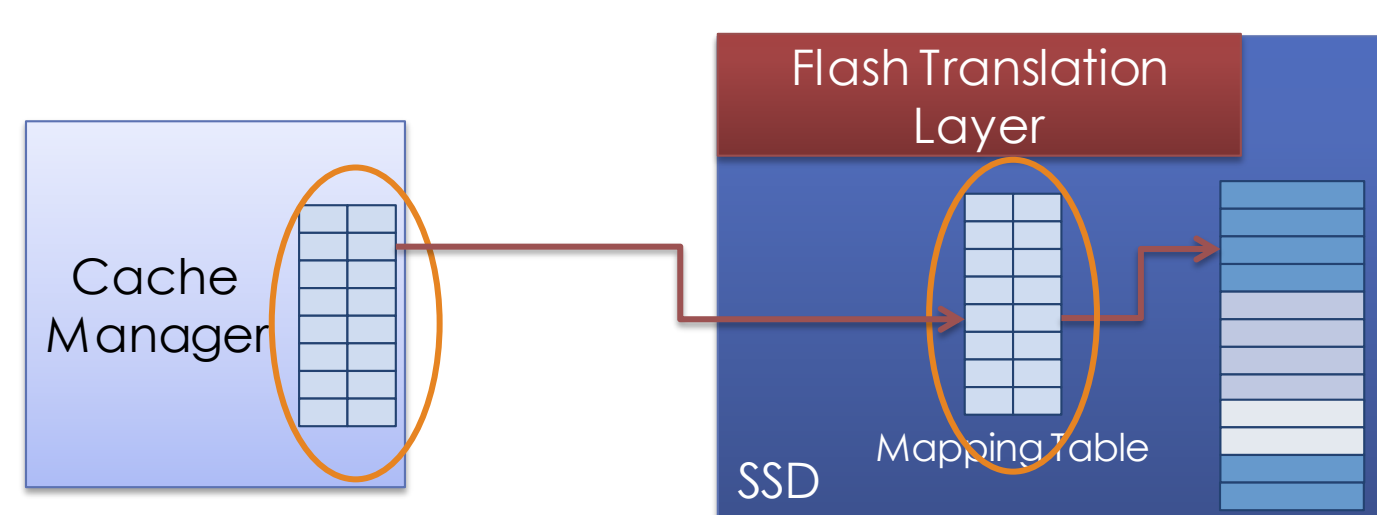 Flash Translation
Layer
Cache
Manager
Mapping Table
SSD